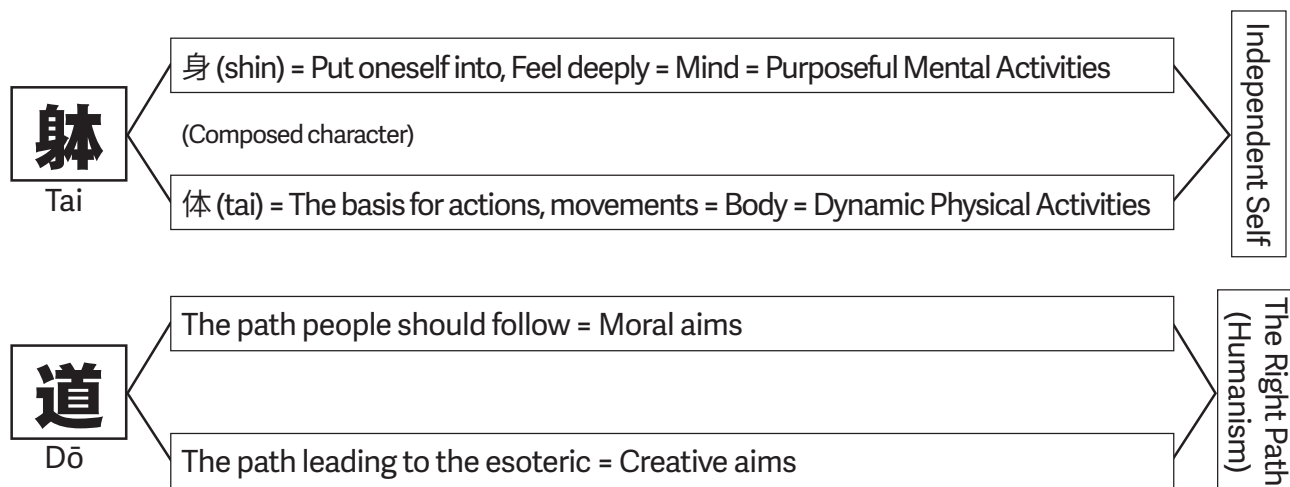 躰
Tai
身 (shin) = Put oneself into, Feel deeply = Mind = Purposeful Mental Activities
(Composed character)
体 (tai) = The basis for actions, movements = Body = Dynamic Physical Activities
Independent Self
道
Dō
The path people should follow = Moral aims
The path leading to the esoteric = Creative aims
The Right Path
(Humanism)